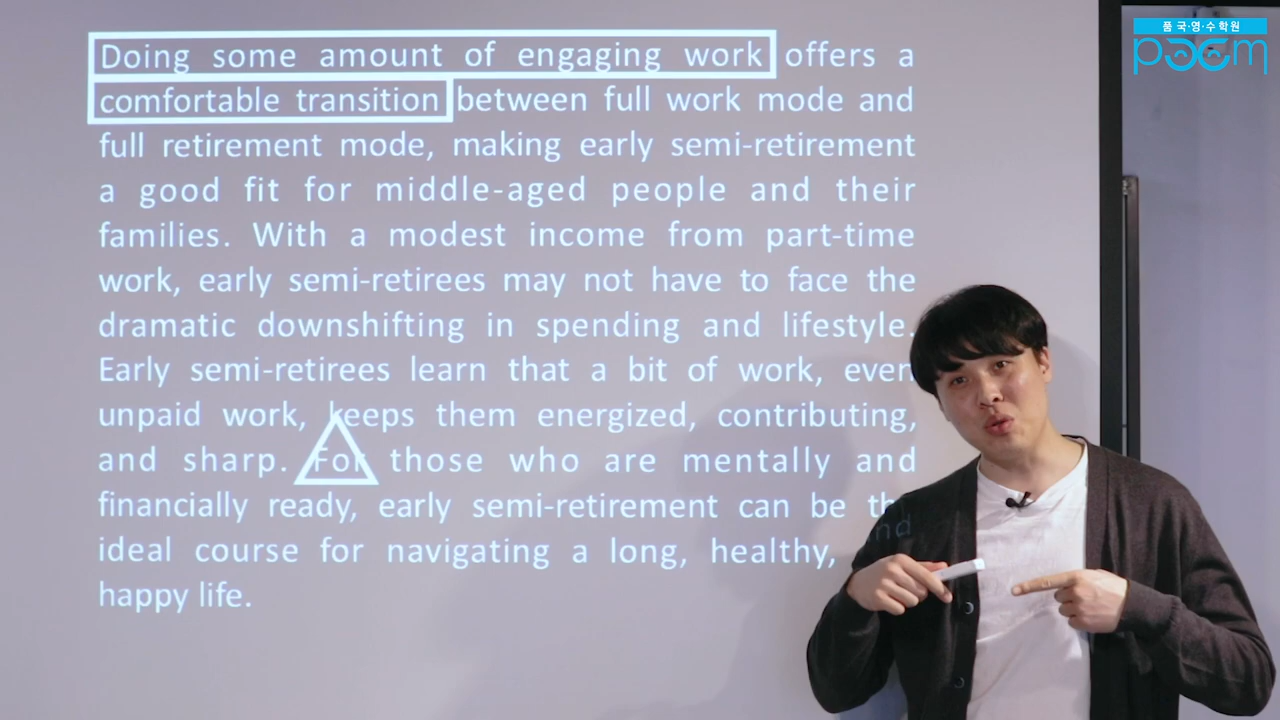 품 국·영·수 학원
poem
Doing some amount of engaging work offers a
comfortable transition between full work mode and
full retirement mode, making early semi-retirement
a good fit for middle-aged people and their
families. With a modest income from part-time
work, early semi-retirees may not have to face the
dramatic downshifting in spending and lifestyle.
Early semi-retirees learn that a bit of work, even
unpaid work, keeps them energized, contributing,
and sharp. For those who are mentally and
financially ready, early semi-retirement can be the
ideal course for navigating a long, healthy, and
happy life.